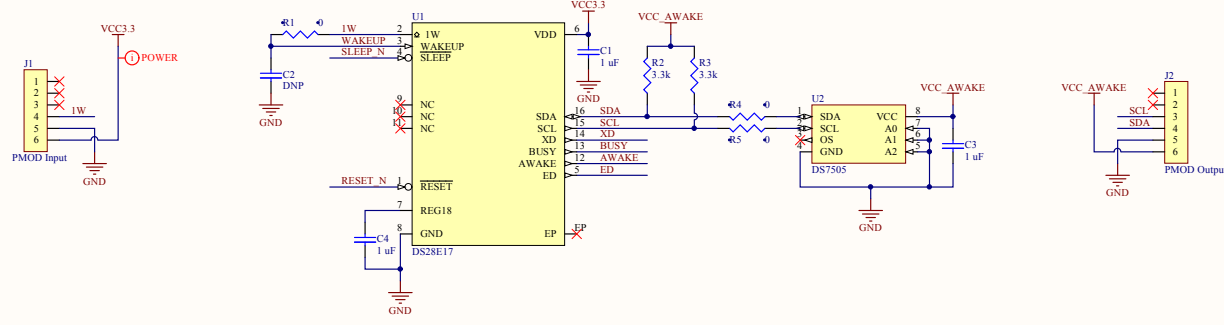 VCC3.3
POWER
J1
1
2
3
4 1W
5
6
PMOD Input
GND
R1 0
1W 2
WAKEUP 3
SLEEP_N 4
C2
DNP
GND
U1
1W
WAKEUP
SLEEP
9 NC
10 NC
11 NC
RESET_N 1 RESET
7 REG18
8 GND
C4
1 uF
GND
DS28E17
VCC3.3
VDD 6
C1
1 uF
GND
SDA 16 SDA
SCL 15 SCL
XD 14 XD
BUSY 13 BUSY
AWAKE 12 AWAKE
ED 5 ED
EP EP
VCC_AWAKE
R2
3.3k
R3
3.3k
R4 0
R5 0
U2
1 SDA
2 SCL
3 OS
4 GND
VCC 8
A0 7
A1 6
A2 5
DS7505
VCC_AWAKE
C3
1 uF
GND
VCC_AWAKE
J2
1
2
SCL 3
SDA 4
5
6
PMOD Outpu
GND